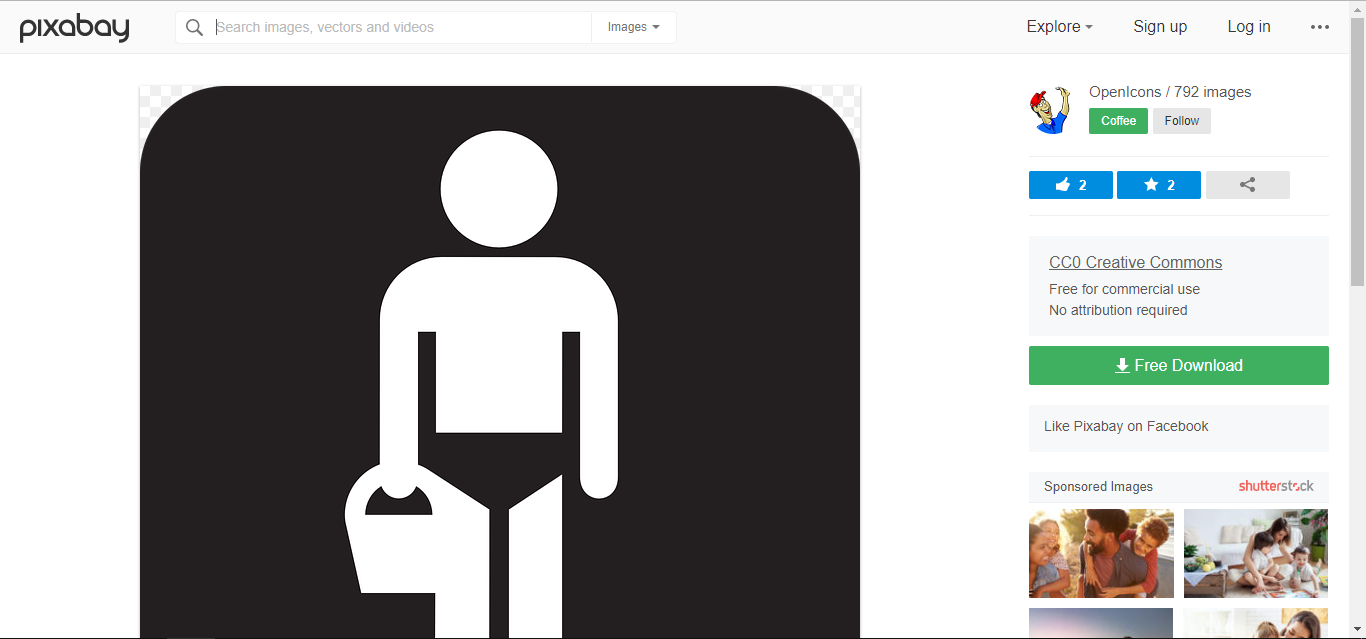 pixabay
Search images, vectors and videos
Images
Explore
Sign up
Log in
OpenIcons / 792 images
Coffee
Follow
2
2
CC0 Creative Commons
Free for commercial use
No attribution required
Free Download
Like Pixabay on Facebook
Sponsored Images
shutterstock